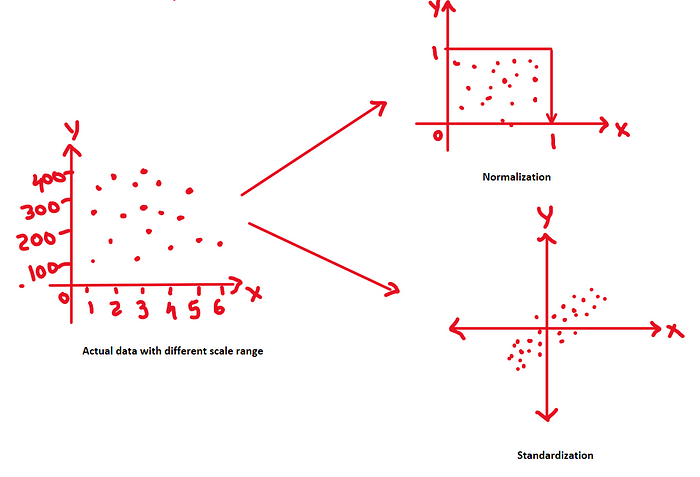 Y
1
0
1
X
Normalization
Y
400
300
200
100
0
1 2 3 4 5 6
X
Actual data with different scale range
Y
X
Standardization